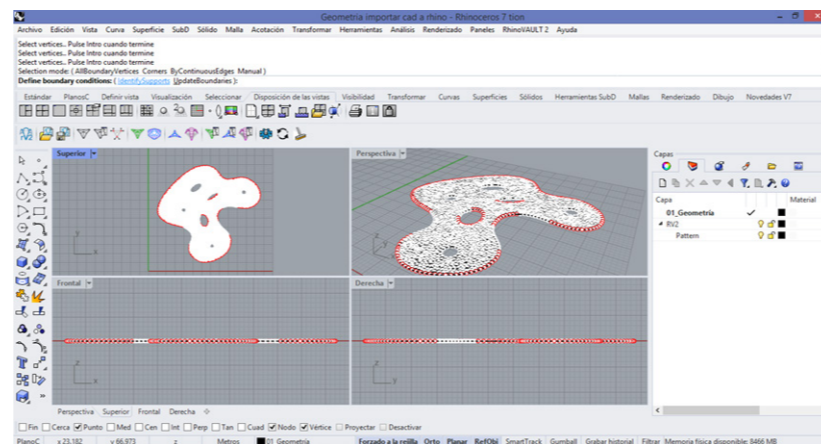 Geometria importar cad a rhino - Rhinoceros 7 tion
Archivo Edición Vista Curva Superficie SubD Sólido Malla Acotación Transformar Herramientas Análisis Renderizado Paneles RhinoVAULT 2 Ayuda
Select vertices.. Pulse Intro cuando termine
Select vertices.. Pulse Intro cuando termine
Select vertices.. Pulse Intro cuando termine
Selection mode: ( AllBoundaryVertices Corners ByContinuousEdges Manual )
Define boundary conditions: ( IdentifySupports UpdateBoundaries ):
Estándar PlanosC Definir vista Visualización Seleccionar Disposición de las vistas Visibilidad Transformar Curvas Superficies Sólidos Herramientas SubD Mallas Renderizado Dibujo Novedades V7
Superior
Perspectiva
Capas
Capa Material
01_Geometria
RV2
Pattern
y
x
z
y
x
Frontal
Derecha
z
x
z
y
Perspectiva Superior Frontal Derecha
Fin Cerca Punto Med Cen Int Perp Tan Cuad Nodo Vértice Proyectar Desactivar
PlanoC x 23.182 y 66.973 z Metros 01_Geometria Forzado a la rejilla Orto Planar RefObj SmartTrack Gumball Grabar historial Filtrar Memoria física disponible: 8466 MB